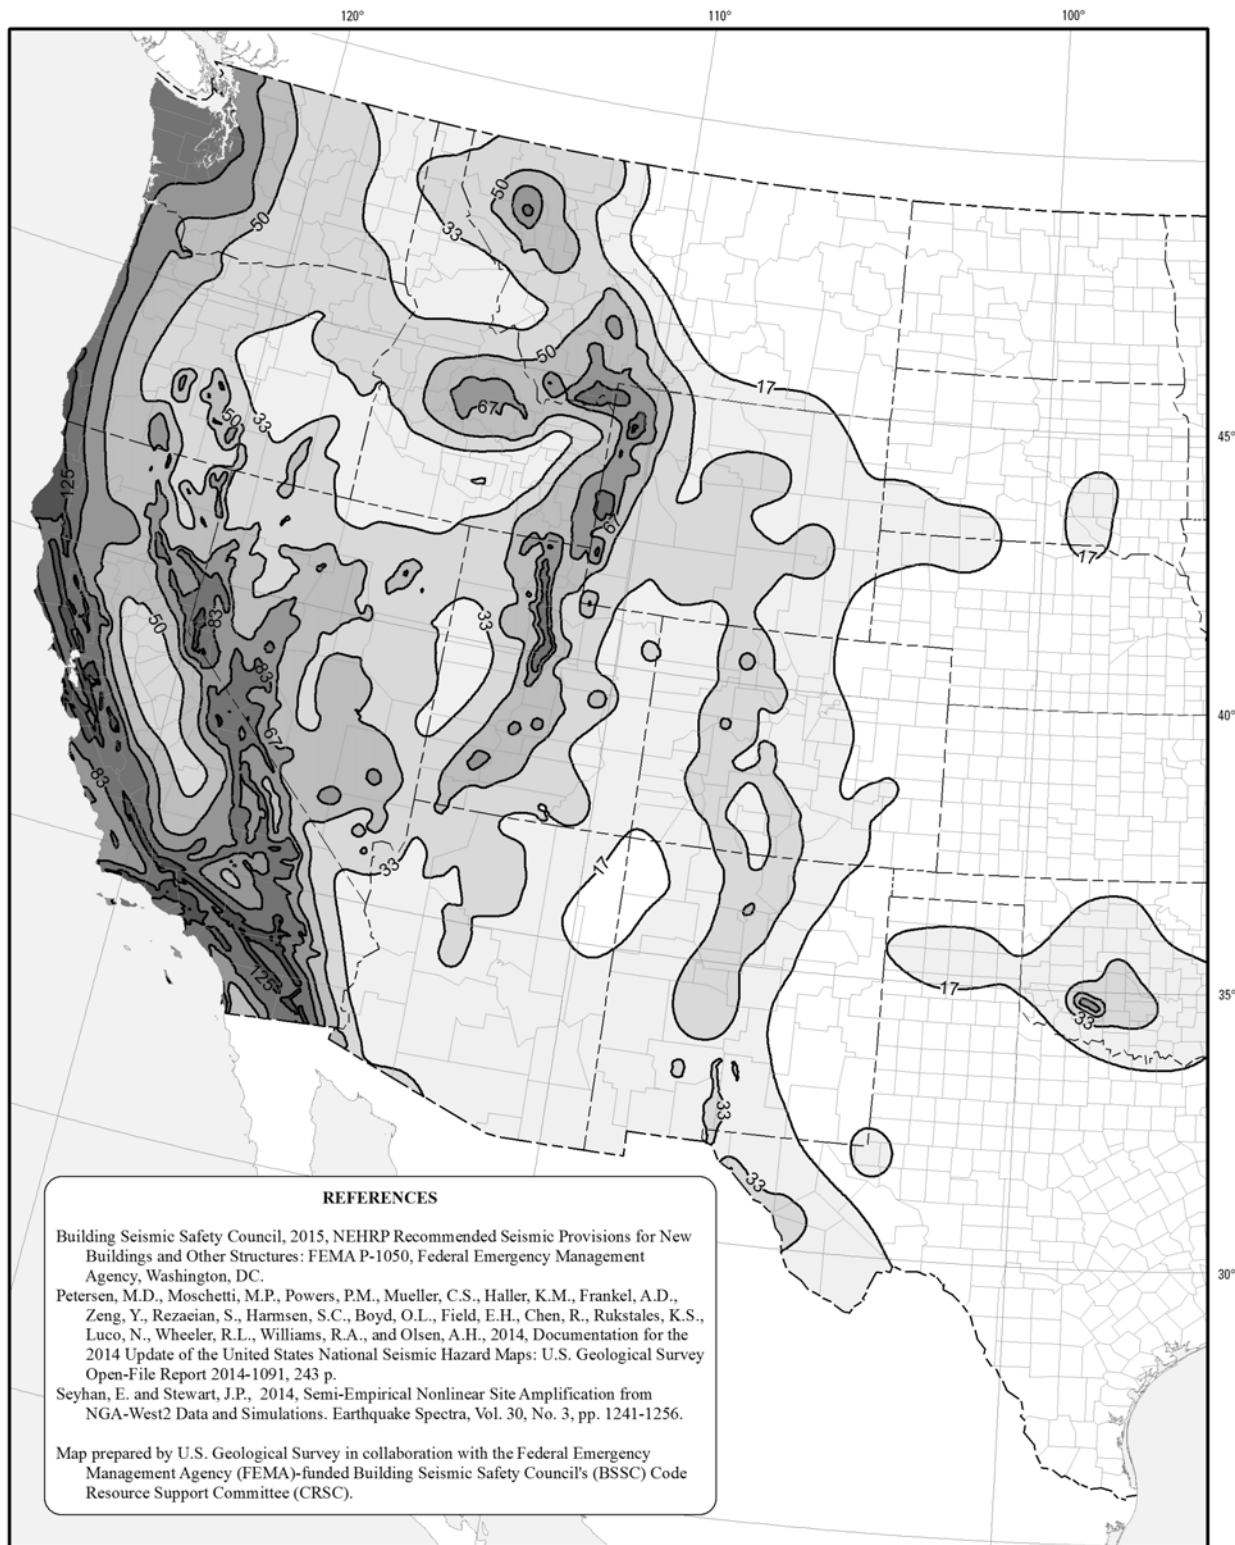 120°
110°
100°
50
50
33
50
17
67
33
50
45°
125
67
17
50
83
33
83
40°
67
83
33
17
125
17
35°
33
33
33
30°
REFERENCES
Building Seismic Safety Council, 2015, NEHRP Recommended Seismic Provisions for New
Buildings and Other Structures: FEMA P-1050, Federal Emergency Management
Agency, Washington, DC.
Petersen, M.D., Moschetti, M.P., Powers, P.M., Mueller, C.S., Haller, K.M., Frankel, A.D.,
Zeng, Y., Rezaeian, S., Harmsen, S.C., Boyd, O.L., Field, E.H., Chen, R., Rukstales, K.S.,
Luco, N., Wheeler, R.L., Williams, R.A., and Olsen, A.H., 2014, Documentation for the
2014 Update of the United States National Seismic Hazard Maps: U.S. Geological Survey
Open-File Report 2014-1091, 243 p.
Seyhan, E. and Stewart, J.P., 2014, Semi-Empirical Nonlinear Site Amplification from
NGA-West2 Data and Simulations. Earthquake Spectra, Vol. 30, No. 3, pp. 1241-1256.
Map prepared by U.S. Geological Survey in collaboration with the Federal Emergency
Management Agency (FEMA)-funded Building Seismic Safety Council's (BSSC) Code
Resource Support Committee (CRSC).